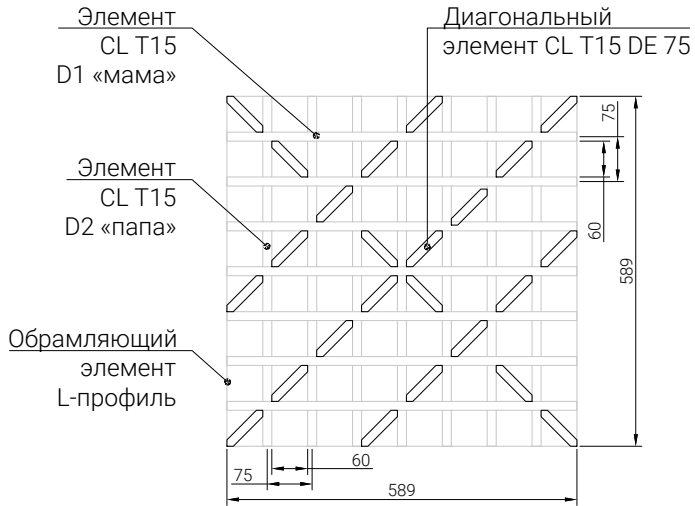 Элемент
CL T15
D1 «мама»
Диагональный
элемент CL T15 DE 75
75
60
Элемент
CL T15
D2 «папа»
589
Обрамляющий
элемент
L-профиль
60
75
589